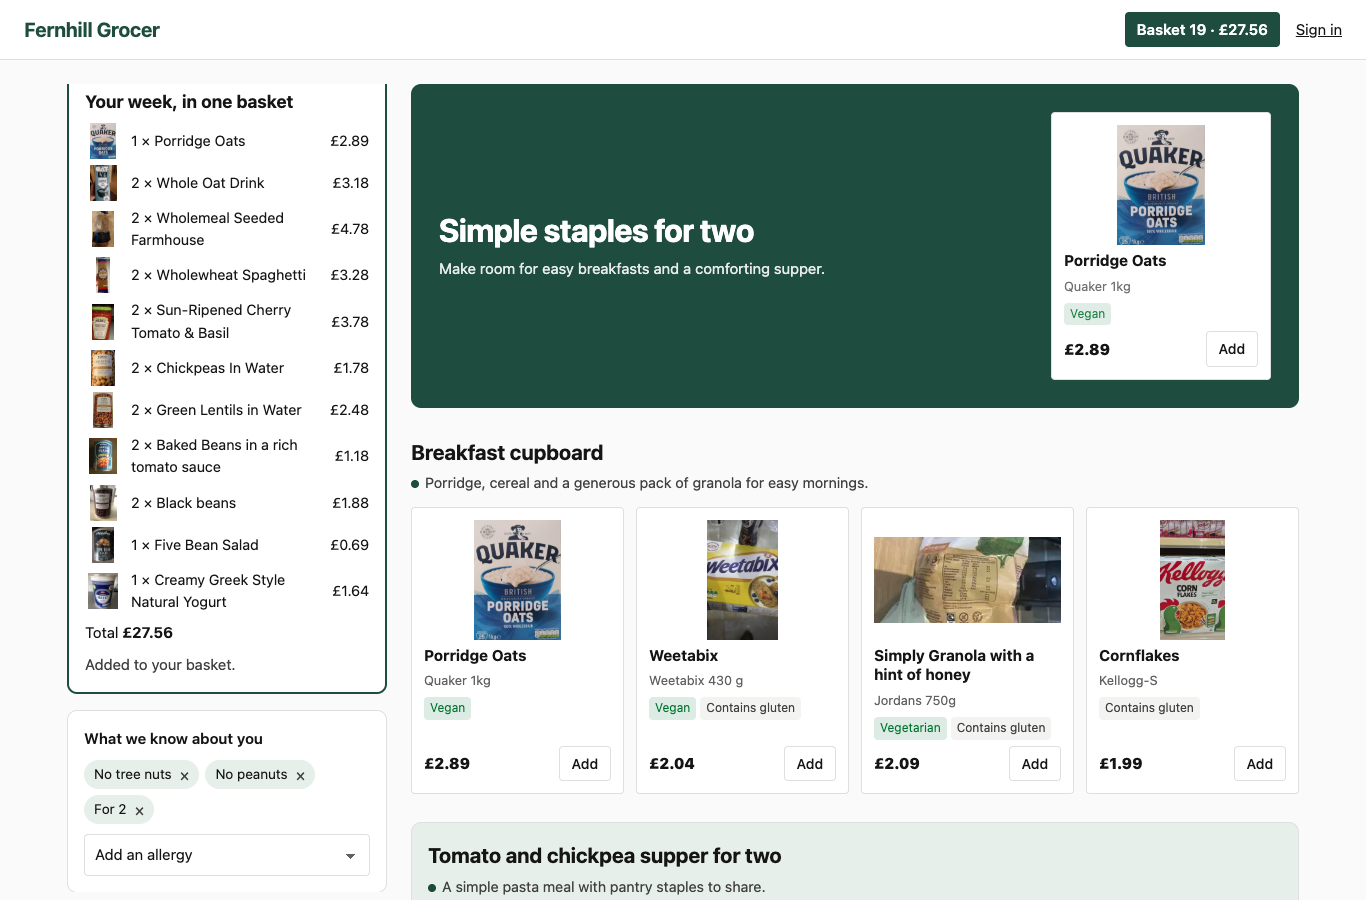 Fernhill Grocer
Basket 19 · £27.56
Sign in
Your week, in one basket
1 × Porridge Oats £2.89
2 × Whole Oat Drink £3.18
2 × Wholemeal Seeded
Farmhouse £4.78
2 × Wholewheat Spaghetti £3.28
2 × Sun-Ripened Cherry
Tomato & Basil £3.78
2 × Chickpeas In Water £1.78
2 × Green Lentils in Water £2.48
2 × Baked Beans in a rich
tomato sauce £1.18
2 × Black beans £1.88
1 × Five Bean Salad £0.69
1 × Creamy Greek Style
Natural Yogurt £1.64
Total £27.56
Added to your basket.
What we know about you
No tree nuts ×
No peanuts ×
For 2 ×
Add an allergy
Simple staples for two
Make room for easy breakfasts and a comforting supper.
QUAKER
BRITISH
PORRIDGE
OATS
Porridge Oats
Quaker 1kg
Vegan
£2.89
Add
Breakfast cupboard
Porridge, cereal and a generous pack of granola for easy mornings.
QUAKER
BRITISH
PORRIDGE
OATS
Porridge Oats
Quaker 1kg
Vegan
£2.89
Add
Weetabix
Weetabix
Weetabix 430 g
Vegan
Contains gluten
£2.04
Add
Simply Granola with a
hint of honey
Jordans 750g
Vegetarian
Contains gluten
£2.09
Add
Kellogg
CORN
FLAKES
Cornflakes
Kellogg-S
Contains gluten
£1.99
Add
Tomato and chickpea supper for two
A simple pasta meal with pantry staples to share.